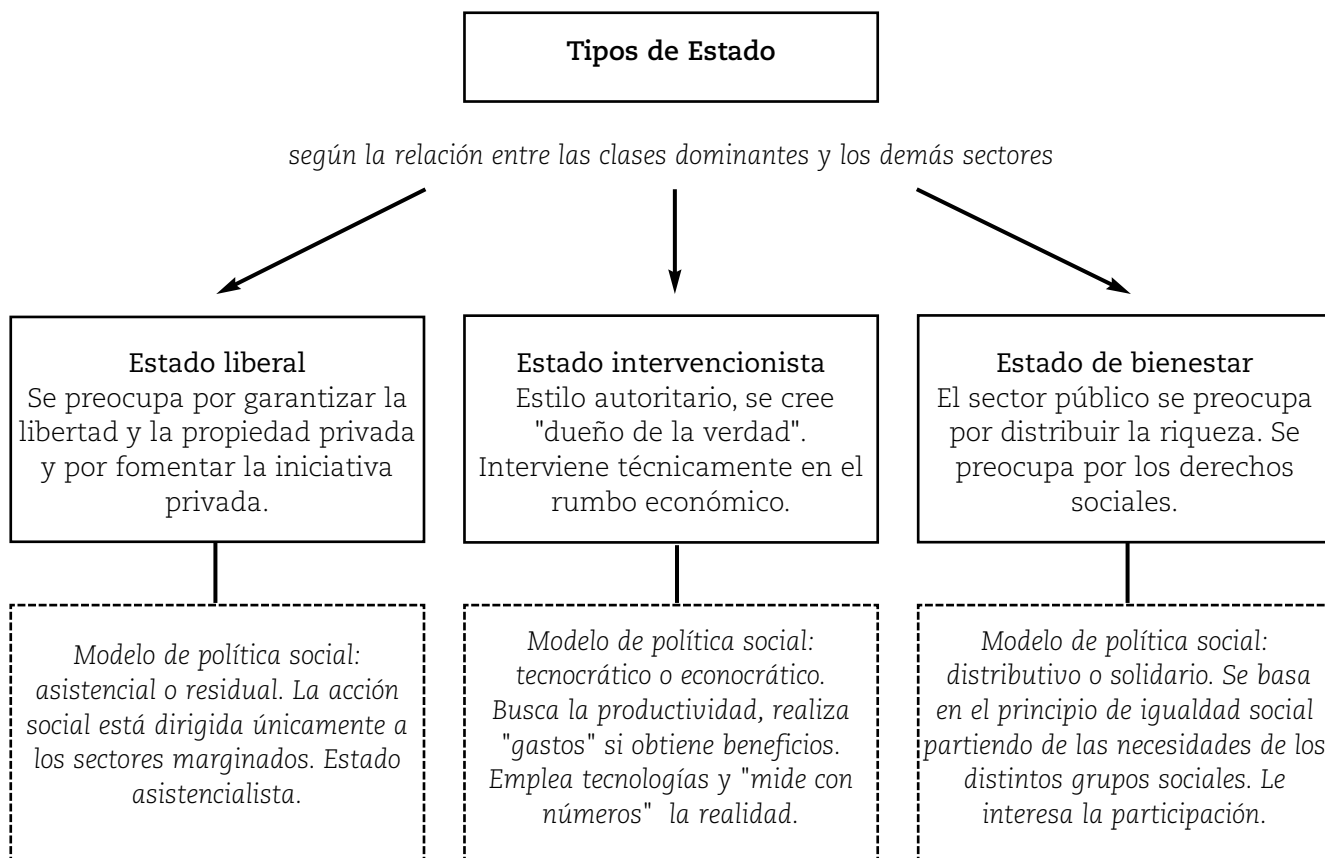 Tipos de Estado
según la relación entre las clases dominantes y los demás sectores
Estado liberal
Se preocupa por garantizar la
libertad y la propiedad privada
y por fomentar la iniciativa
privada.
Estado intervencionista
Estilo autoritario, se cree
"dueño de la verdad".
Interviene técnicamente en el
rumbo económico.
Estado de bienestar
El sector público se preocupa
por distribuir la riqueza. Se
preocupa por los derechos
sociales.
Modelo de política social:
asistencial o residual. La acción
social está dirigida únicamente a
los sectores marginados. Estado
asistencialista.
Modelo de política social:
tecnocrático o econocrático.
Busca la productividad, realiza
"gastos" si obtiene beneficios.
Emplea tecnologías y "mide con
números"  la realidad.
Modelo de política social:
distributivo o solidario. Se basa
en el principio de igualdad social
partiendo de las necesidades de los
distintos grupos sociales. Le
interesa la participación.